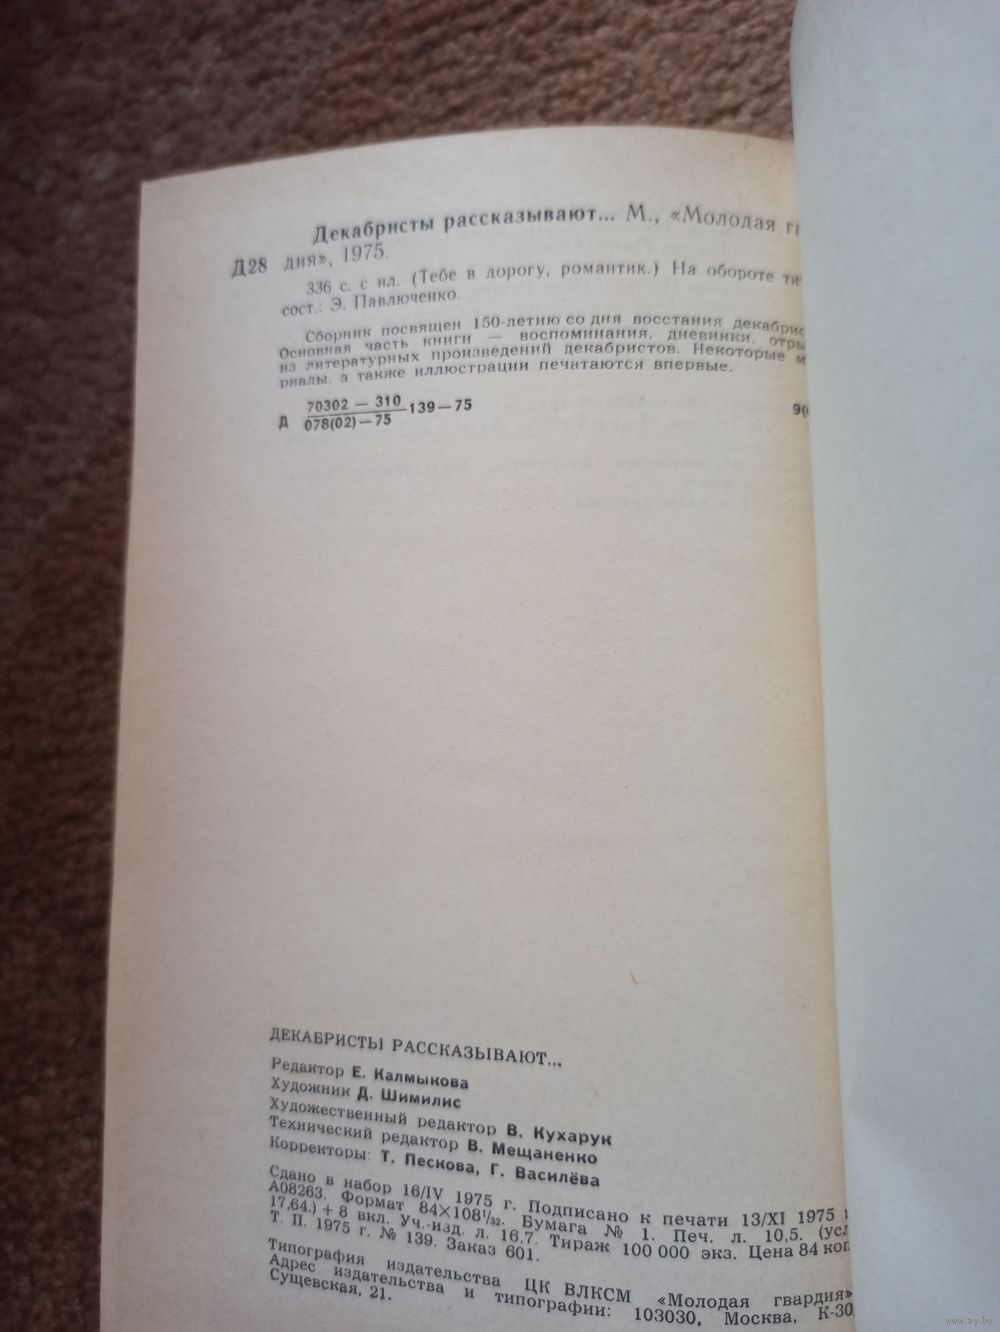 Декабристы рассказывают... М., «Молодая г
Д28 дия», 1975.
336 с. с ил. (Тебе в дорогу, романтик.) На обороте ти
сост.: Э. Павлюченко.
Сборник посвящен 150-летию со дня восстания декабрис
Основная часть книги — воспоминания, дневники, отры
из литературных произведений декабристов. Некоторые м
риалы, а также иллюстрации печатаются впервые.
70302 — 310
Д 078(02)—75 139—75 9(
ДЕКАБРИСТЫ РАССКАЗЫВАЮТ...
Редактор Е. Калмыкова
Художник Д. Шимилис
Художественный редактор В. Кухарук
Технический редактор В. Мещаненко
Корректоры: Т. Пескова, Г. Василёва
Сдано в набор 16/IV 1975 г. Подписано к печати 13/XI 1975 г
А08263. Формат 84×108¹/₃₂. Бумага № 1. Печ. л. 10,5. (усл
17,64.) + 8 вкл. Уч.-изд. л. 16,7. Тираж 100 000 экз. Цена 84 коп
Т. П. 1975 г. № 139. Заказ 601.
Типография издательства ЦК ВЛКСМ «Молодая гвардия»
Адрес издательства и типографии: 103030, Москва, К-30,
Сущевская, 21.
www.ay.by